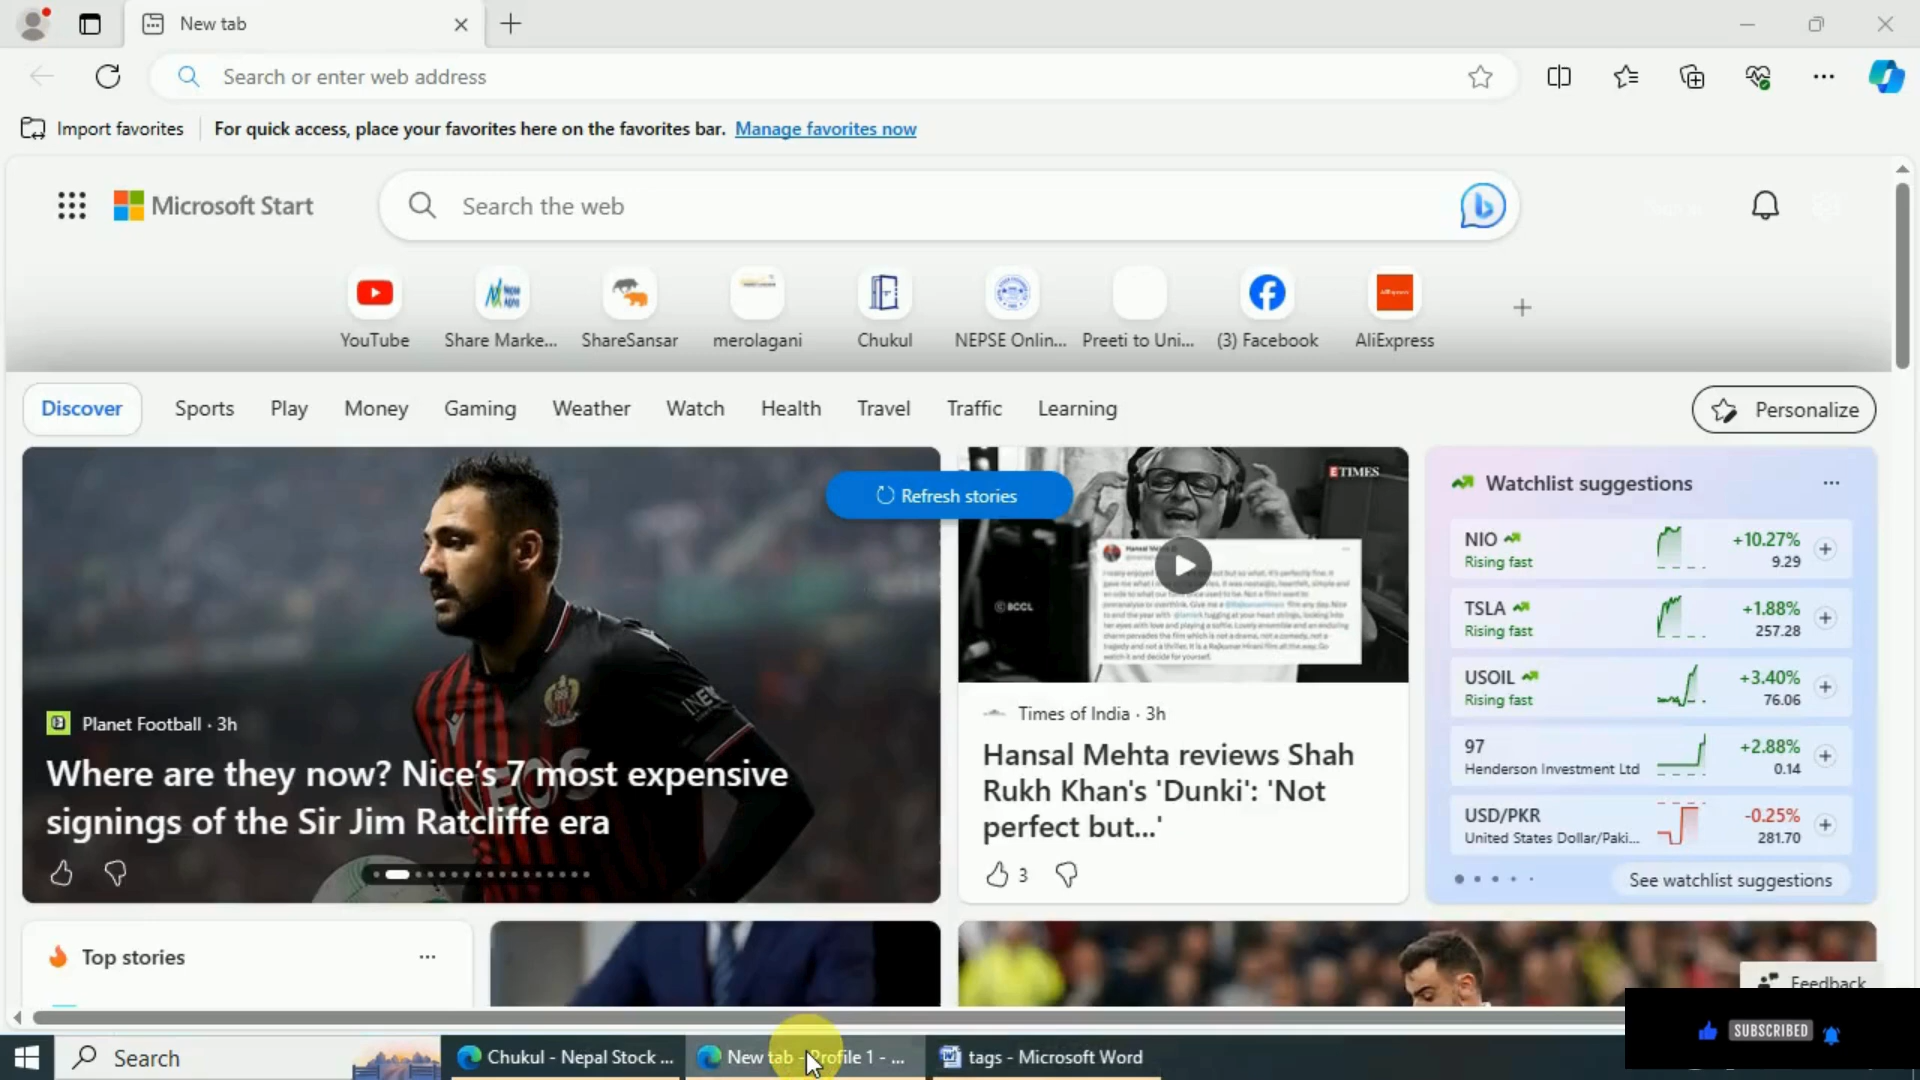 New tab
Search or enter web address
Import favorites
For quick access, place your favorites here on the favorites bar. Manage favorites now
Microsoft Start
Search the web
YouTube
Share Marke...
ShareSansar
merolagani
Chukul
NEPSE Onlin...
Preeti to Uni...
(3) Facebook
AliExpress
Discover
Sports
Play
Money
Gaming
Weather
Watch
Health
Travel
Traffic
Learning
Personalize
Refresh stories
Planet Football · 3h
Where are they now? Nice's 7 most expensive
signings of the Sir Jim Ratcliffe era
ETIMES
©BCCL
Times of India · 3h
Hansal Mehta reviews Shah
Rukh Khan's 'Dunki': 'Not
perfect but...'
3
Watchlist suggestions
NIO +10.27%
Rising fast 9.29
TSLA +1.88%
Rising fast 257.28
USOIL +3.40%
Rising fast 76.06
97 +2.88%
Henderson Investment Ltd 0.14
USD/PKR -0.25%
United States Dollar/Paki... 281.70
See watchlist suggestions
Top stories
Feedback
SUBSCRIBED
Search
Chukul - Nepal Stock ...
New tab - Profile 1 - ...
tags - Microsoft Word